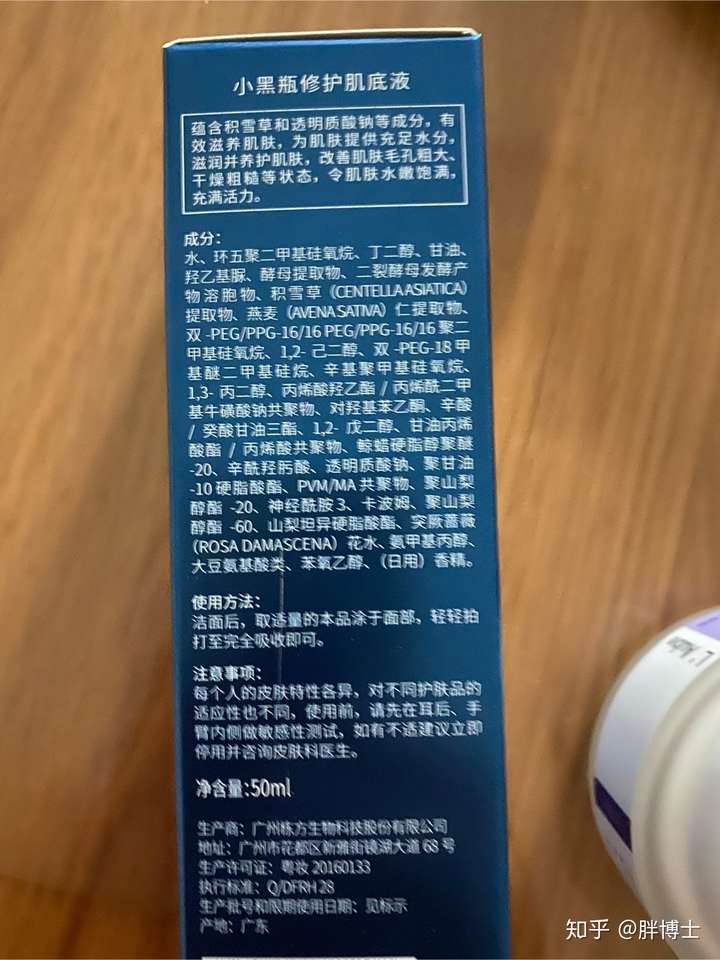 小黑瓶修护肌底液
蕴含积雪草和透明质酸钠等成分，有
效滋养肌肤，为肌肤提供充足水分，
滋润并养护肌肤，改善肌肤毛孔粗大、
干燥粗糙等状态，令肌肤水嫩饱满，
充满活力。
成分：
水、环五聚二甲基硅氧烷、丁二醇、甘油、
羟乙基脲、酵母提取物、二裂酵母发酵产
物溶胞物、积雪草（CENTELLA ASIATICA）
提取物、燕麦（AVENA SATIVA）仁提取物、
双 -PEG/PPG-16/16 PEG/PPG-16/16 聚二
甲基硅氧烷、1,2- 己二醇、双 -PEG-18 甲
基醚二甲基硅烷、辛基聚甲基硅氧烷、
1,3- 丙二醇、丙烯酸羟乙酯 / 丙烯酰二甲
基牛磺酸钠共聚物、对羟基苯乙酮、辛酸
/ 癸酸甘油三酯、1,2- 戊二醇、甘油丙烯
酸酯 / 丙烯酸共聚物、鲸蜡硬脂醇聚醚
-20、辛酰羟肟酸、透明质酸钠、聚甘油
-10 硬脂酸酯、PVM/MA 共聚物、聚山梨
醇酯 -20、神经酰胺 3、卡波姆、聚山梨
醇酯 -60、山梨坦异硬脂酸酯、突厥蔷薇
（ROSA DAMASCENA）花水、氨甲基丙醇、
大豆氨基酸类、苯氧乙醇、（日用）香精。
使用方法：
洁面后，取适量的本品涂于面部，轻轻拍
打至完全吸收即可。
注意事项：
每个人的皮肤特性各异，对不同护肤品的
适应性也不同，使用前，请先在耳后、手
臂内侧做敏感性测试，如有不适建议立即
停用并咨询皮肤科医生。
净含量：50ml
生产商：广州栋方生物科技股份有限公司
地址：广州市花都区新雅街镜湖大道 68 号
生产许可证：粤妆 20160133
执行标准：Q/DFRH 28
生产批号和限期使用日期：见标示
产地：广东
知乎 @胖博士